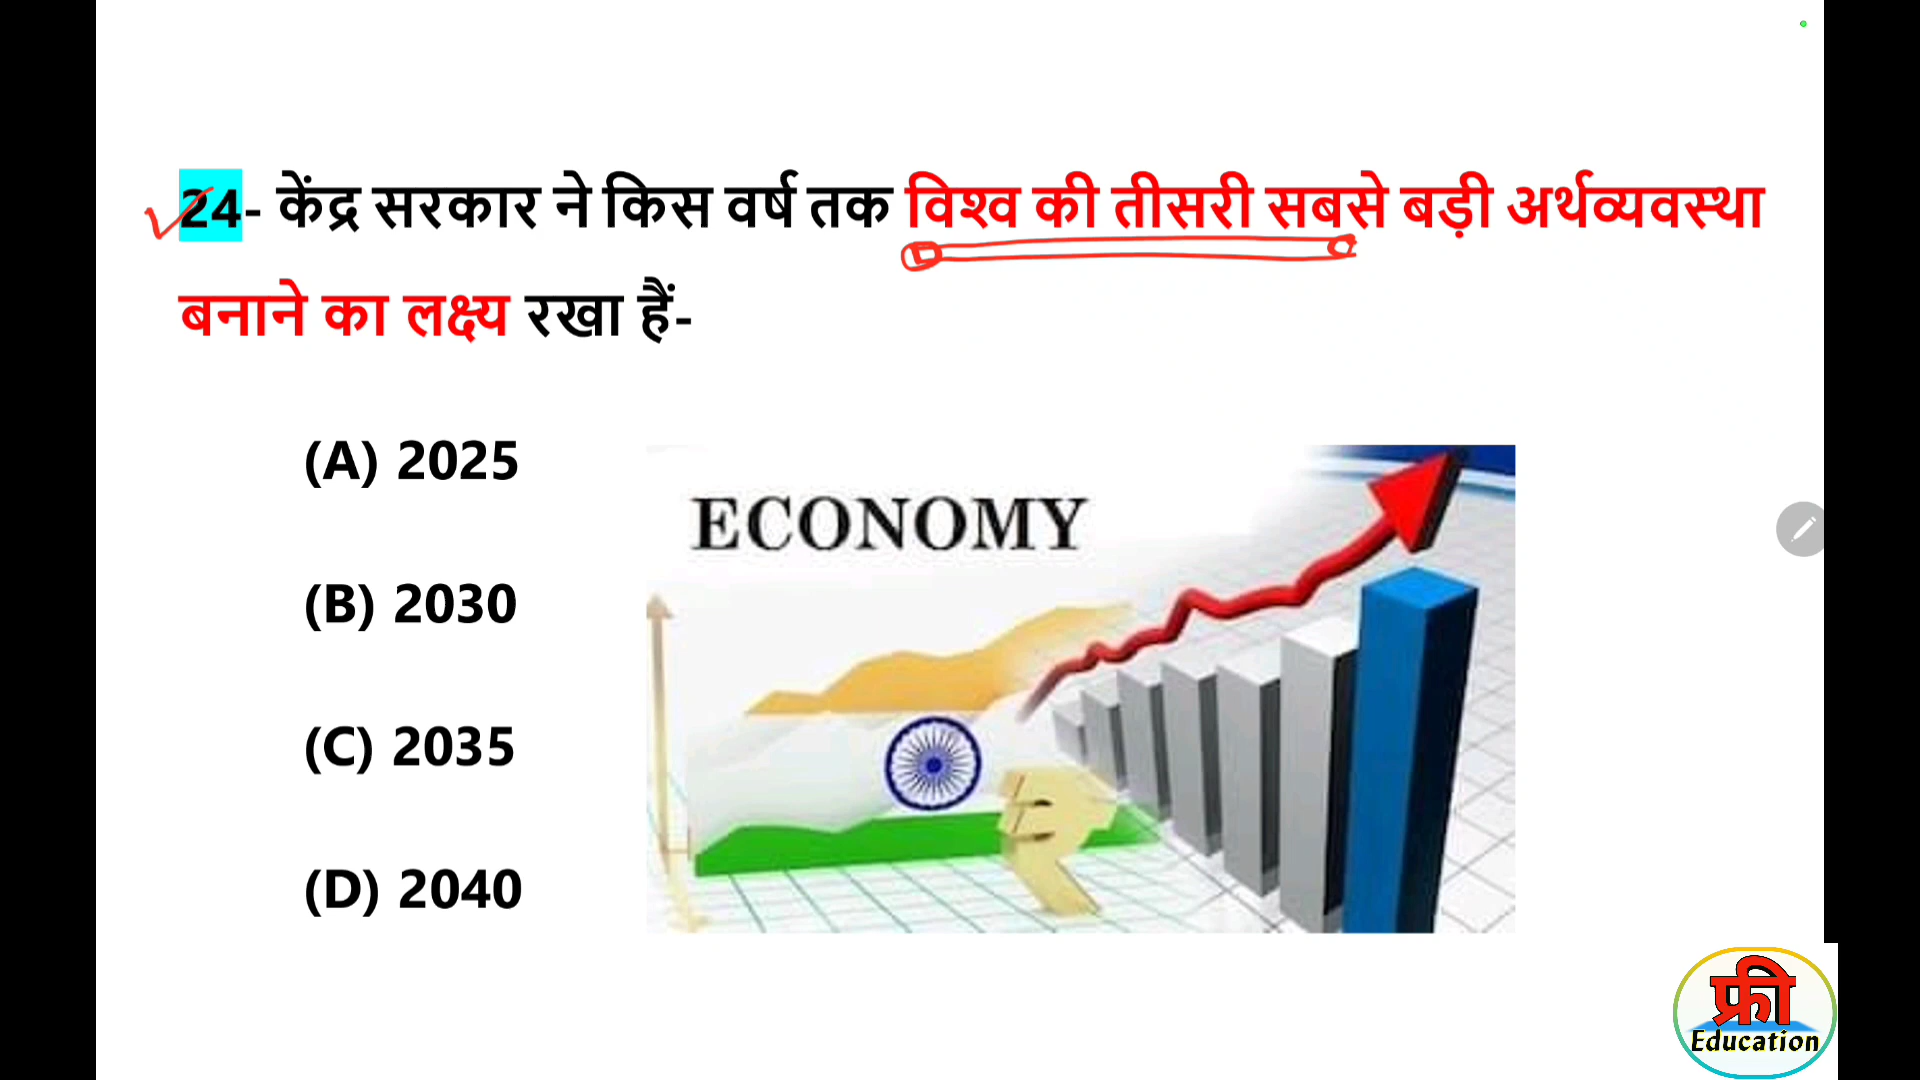 24- केंद्र सरकार ने किस वर्ष तक विश्व की तीसरी सबसे बड़ी अर्थव्यवस्था
बनाने का लक्ष्य रखा हैं-
(A) 2025
(B) 2030
(C) 2035
(D) 2040
ECONOMY
फ्री
Education